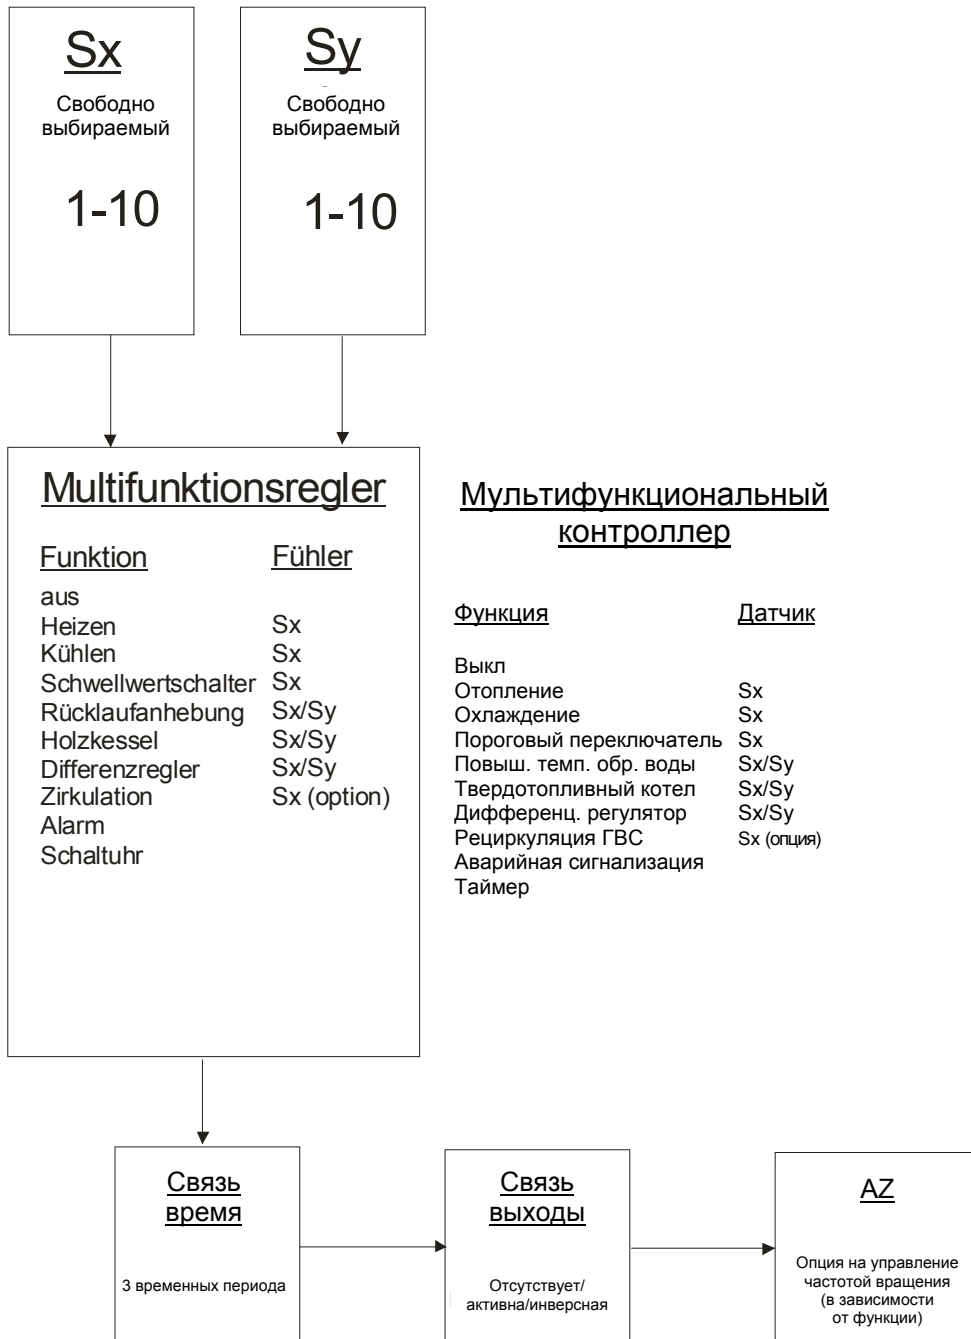 Sx
Свободно
выбираемый
1-10
Sy
Свободно
выбираемый
1-10
Multifunktionsregler
Funktion Fühler
aus
Heizen Sx
Kühlen Sx
Schwellwertschalter Sx
Rücklaufanhebung Sx/Sy
Holzkessel Sx/Sy
Differenzregler Sx/Sy
Zirkulation Sx (option)
Alarm
Schaltuhr
Мультифункциональный
контроллер
Функция Датчик
Выкл
Отопление Sx
Охлаждение Sx
Пороговый переключатель Sx
Повыш. темп. обр. воды Sx/Sy
Твердотопливный котел Sx/Sy
Дифференц. регулятор Sx/Sy
Рециркуляция ГВС Sx (опция)
Аварийная сигнализация
Таймер
Связь
время
3 временных периода
Связь
выходы
Отсутствует/
активна/инверсная
AZ
Опция на управление
частотой вращения
(в зависимости
от функции)